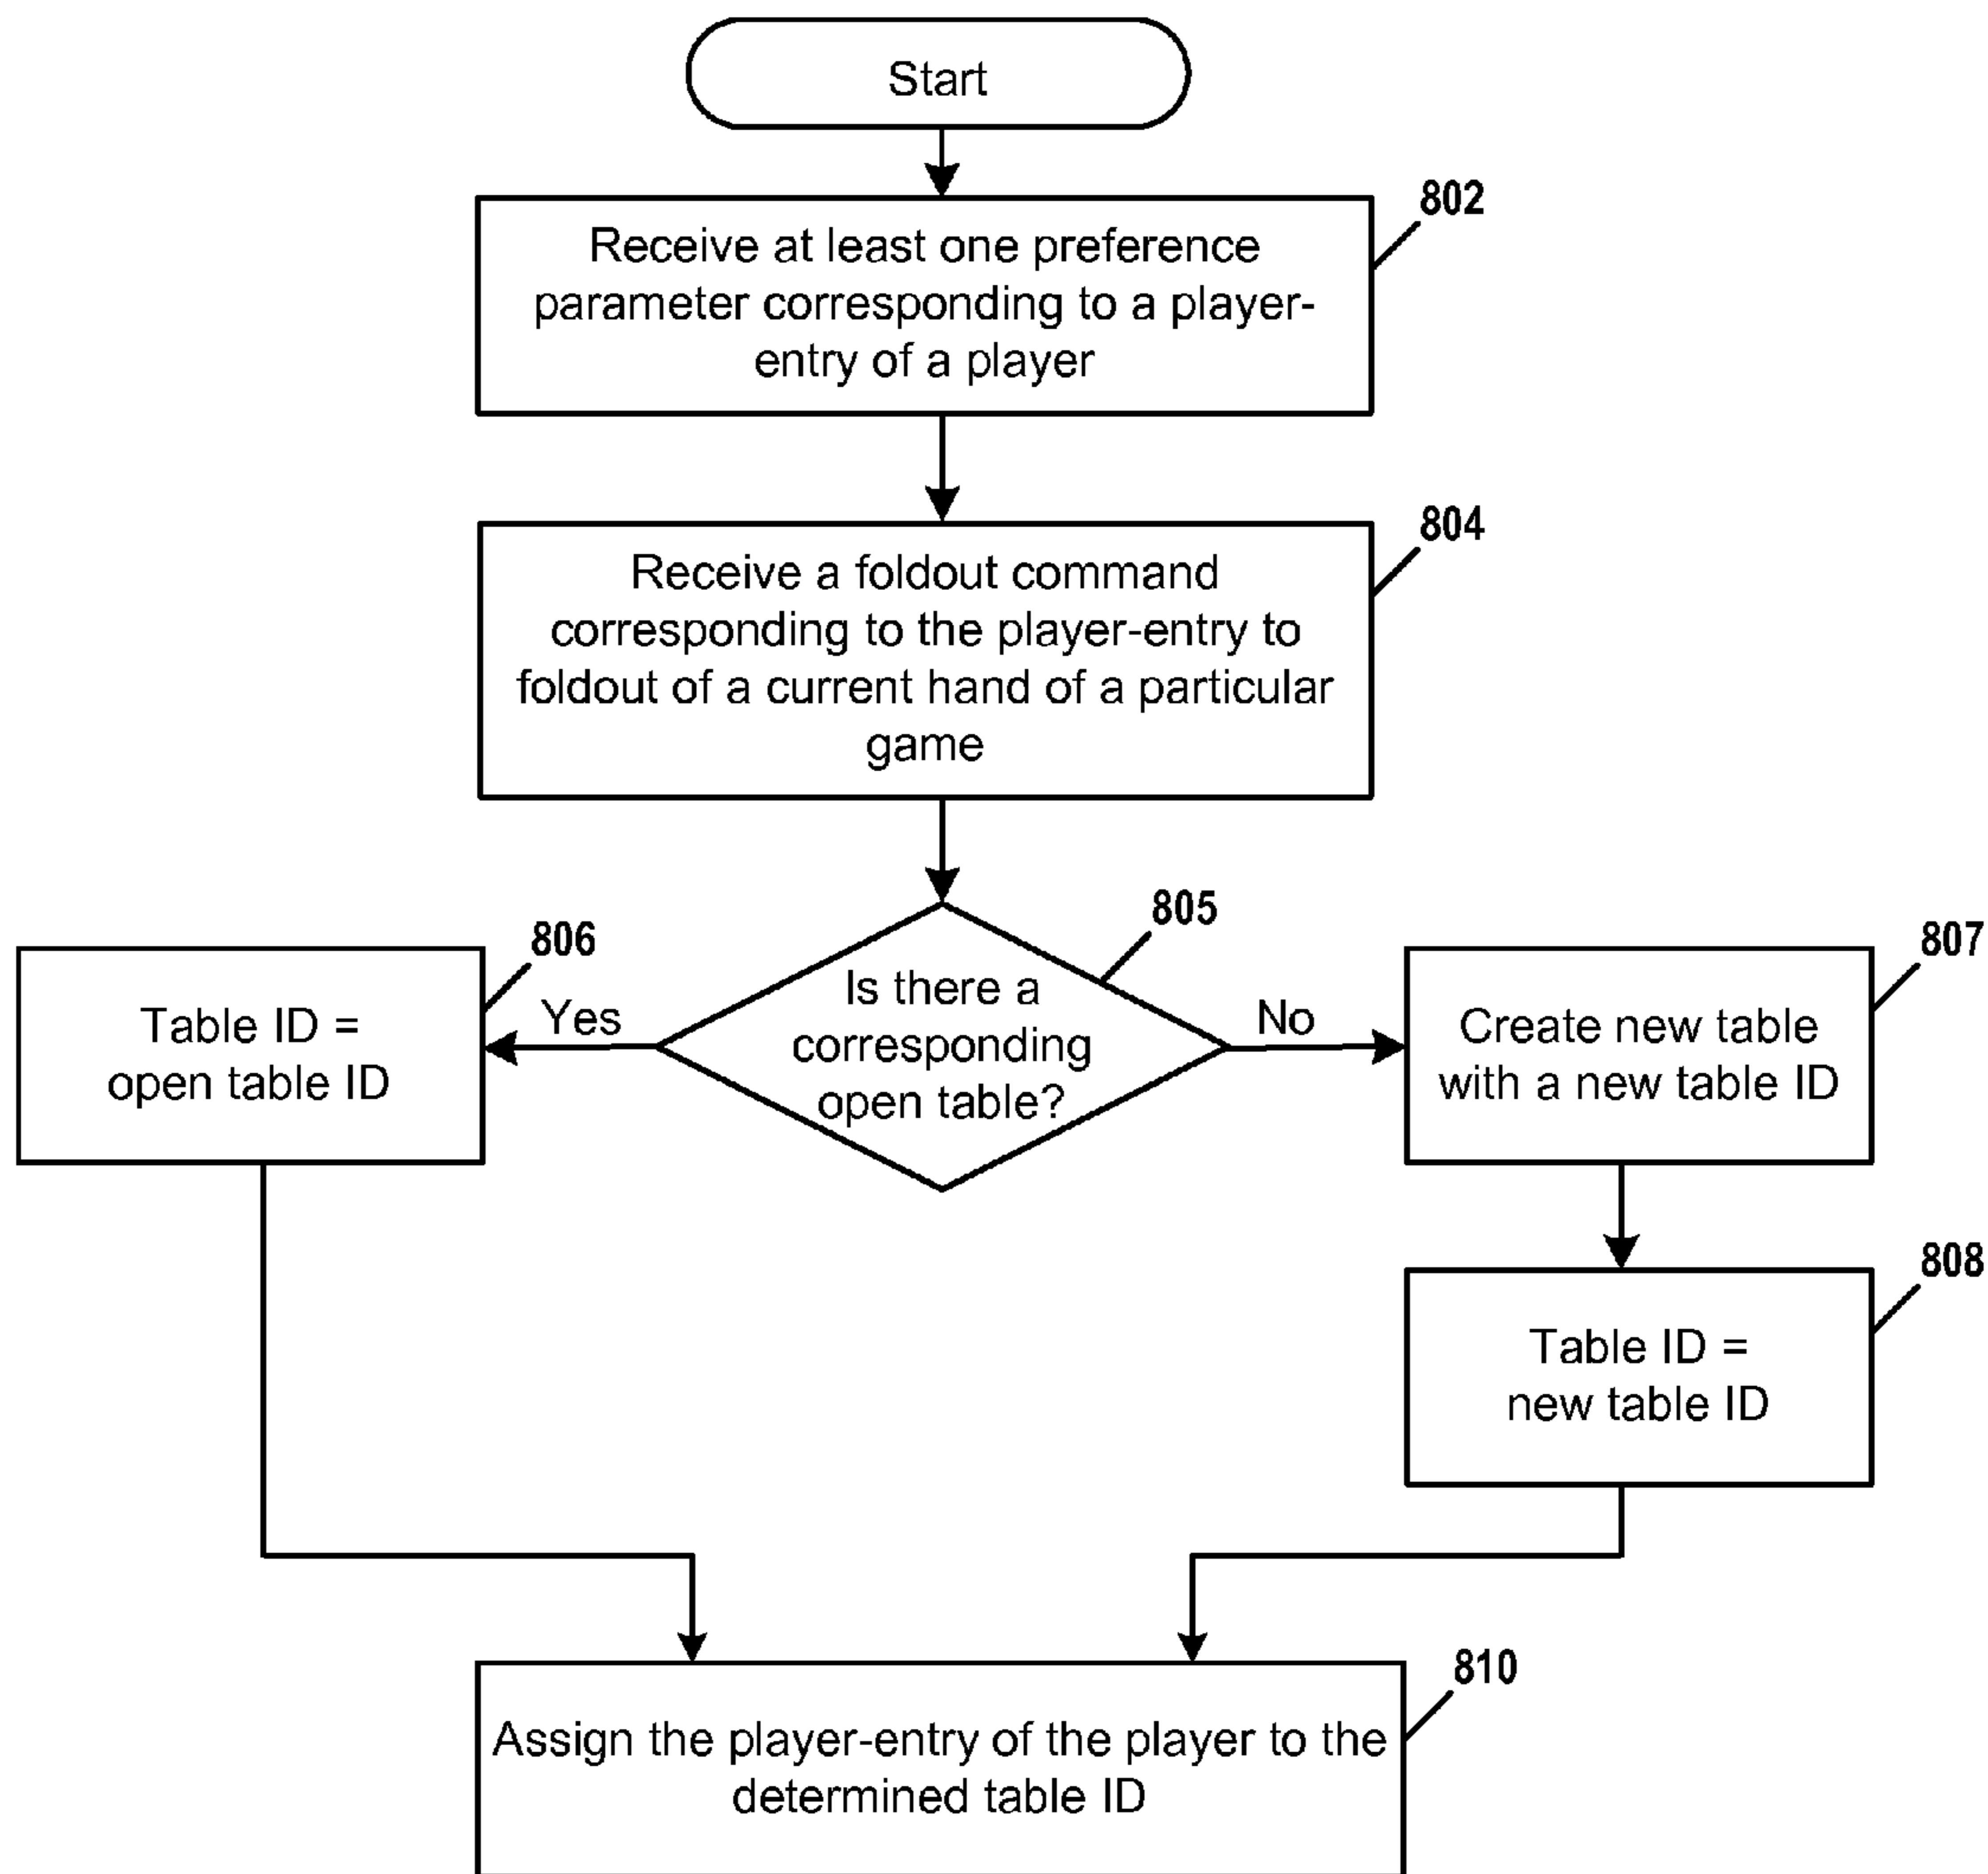 Start
802
Receive at least one preference
parameter corresponding to a player-
entry of a player
804
Receive a foldout command
corresponding to the player-entry to
foldout of a current hand of a particular
game
805
Is there a
corresponding
open table?
Yes
No
806
Table ID =
open table ID
807
Create new table
with a new table ID
808
Table ID =
new table ID
810
Assign the player-entry of the player to the
determined table ID